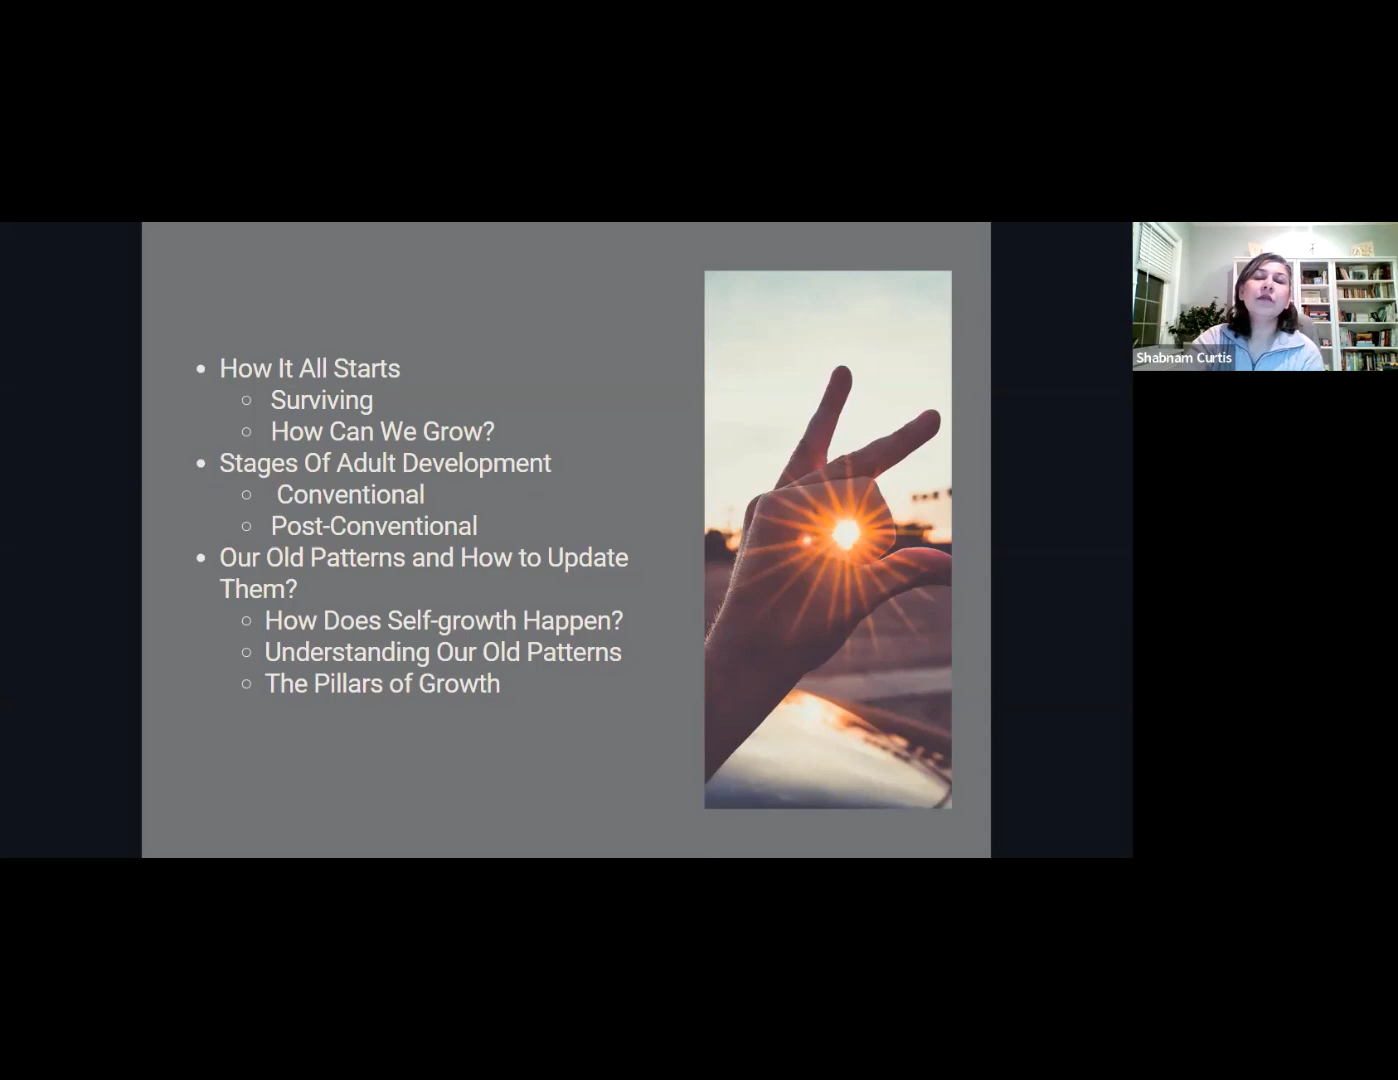 How It All Starts
Surviving
How Can We Grow?
Stages Of Adult Development
Conventional
Post-Conventional
Our Old Patterns and How to Update
Them?
How Does Self-growth Happen?
Understanding Our Old Patterns
The Pillars of Growth
Shabnam Curtis